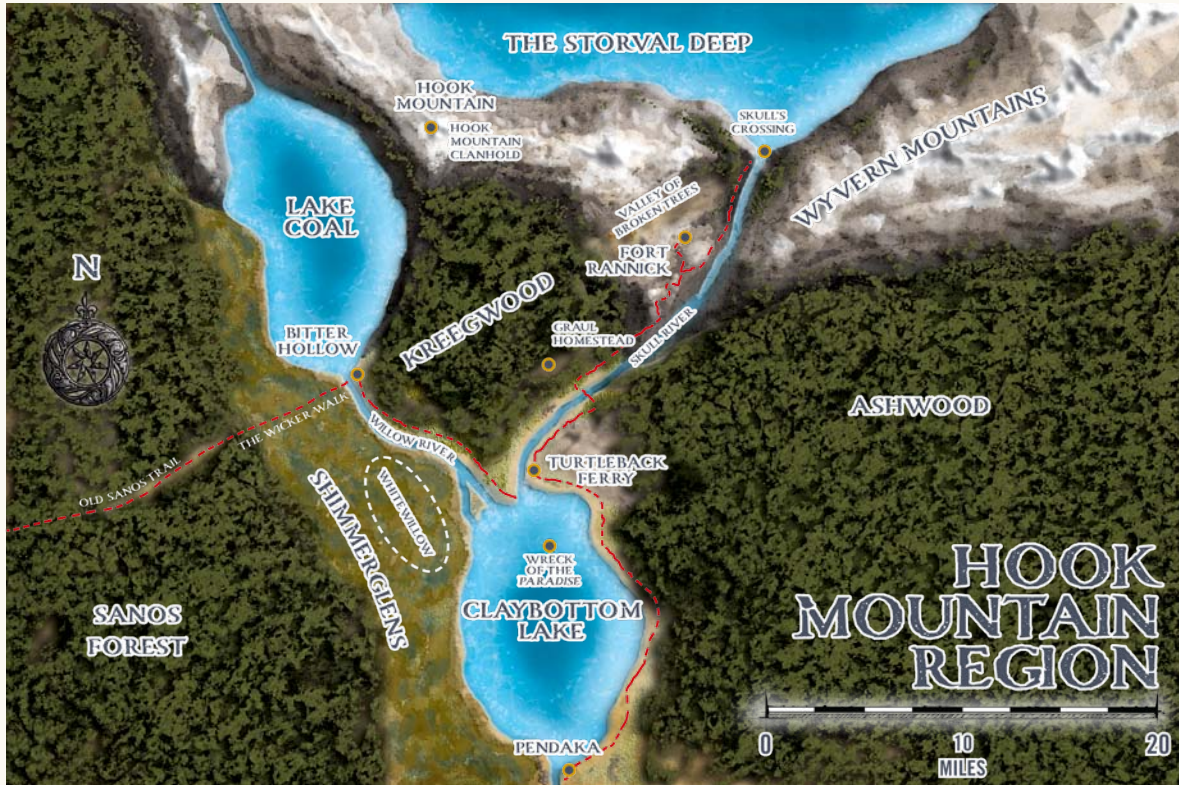 THE STORVAL DEEP
HOOK
MOUNTAIN
HOOK
MOUNTAIN
CLANHOLD
SKULL'S
CROSSING
WYVERN MOUNTAINS
VALLEY OF
BROKEN TREES
LAKE
COAL
FORT
RANNICK
N
KREEGWOOD
BITTER
HOLLOW
GRAUL
HOMESTEAD
SKULL RIVER
ASHWOOD
THE WICKER WALK
OLD SANOS TRAIL
WILLOW RIVER
TURTLEBACK
FERRY
WHITEWILLOW
SHIMMERGLENS
WRECK
OF THE
PARADISE
CLAYBOTTOM
LAKE
SANOS
FOREST
HOOK
MOUNTAIN
REGION
PENDAKA
0 10 20
MILES